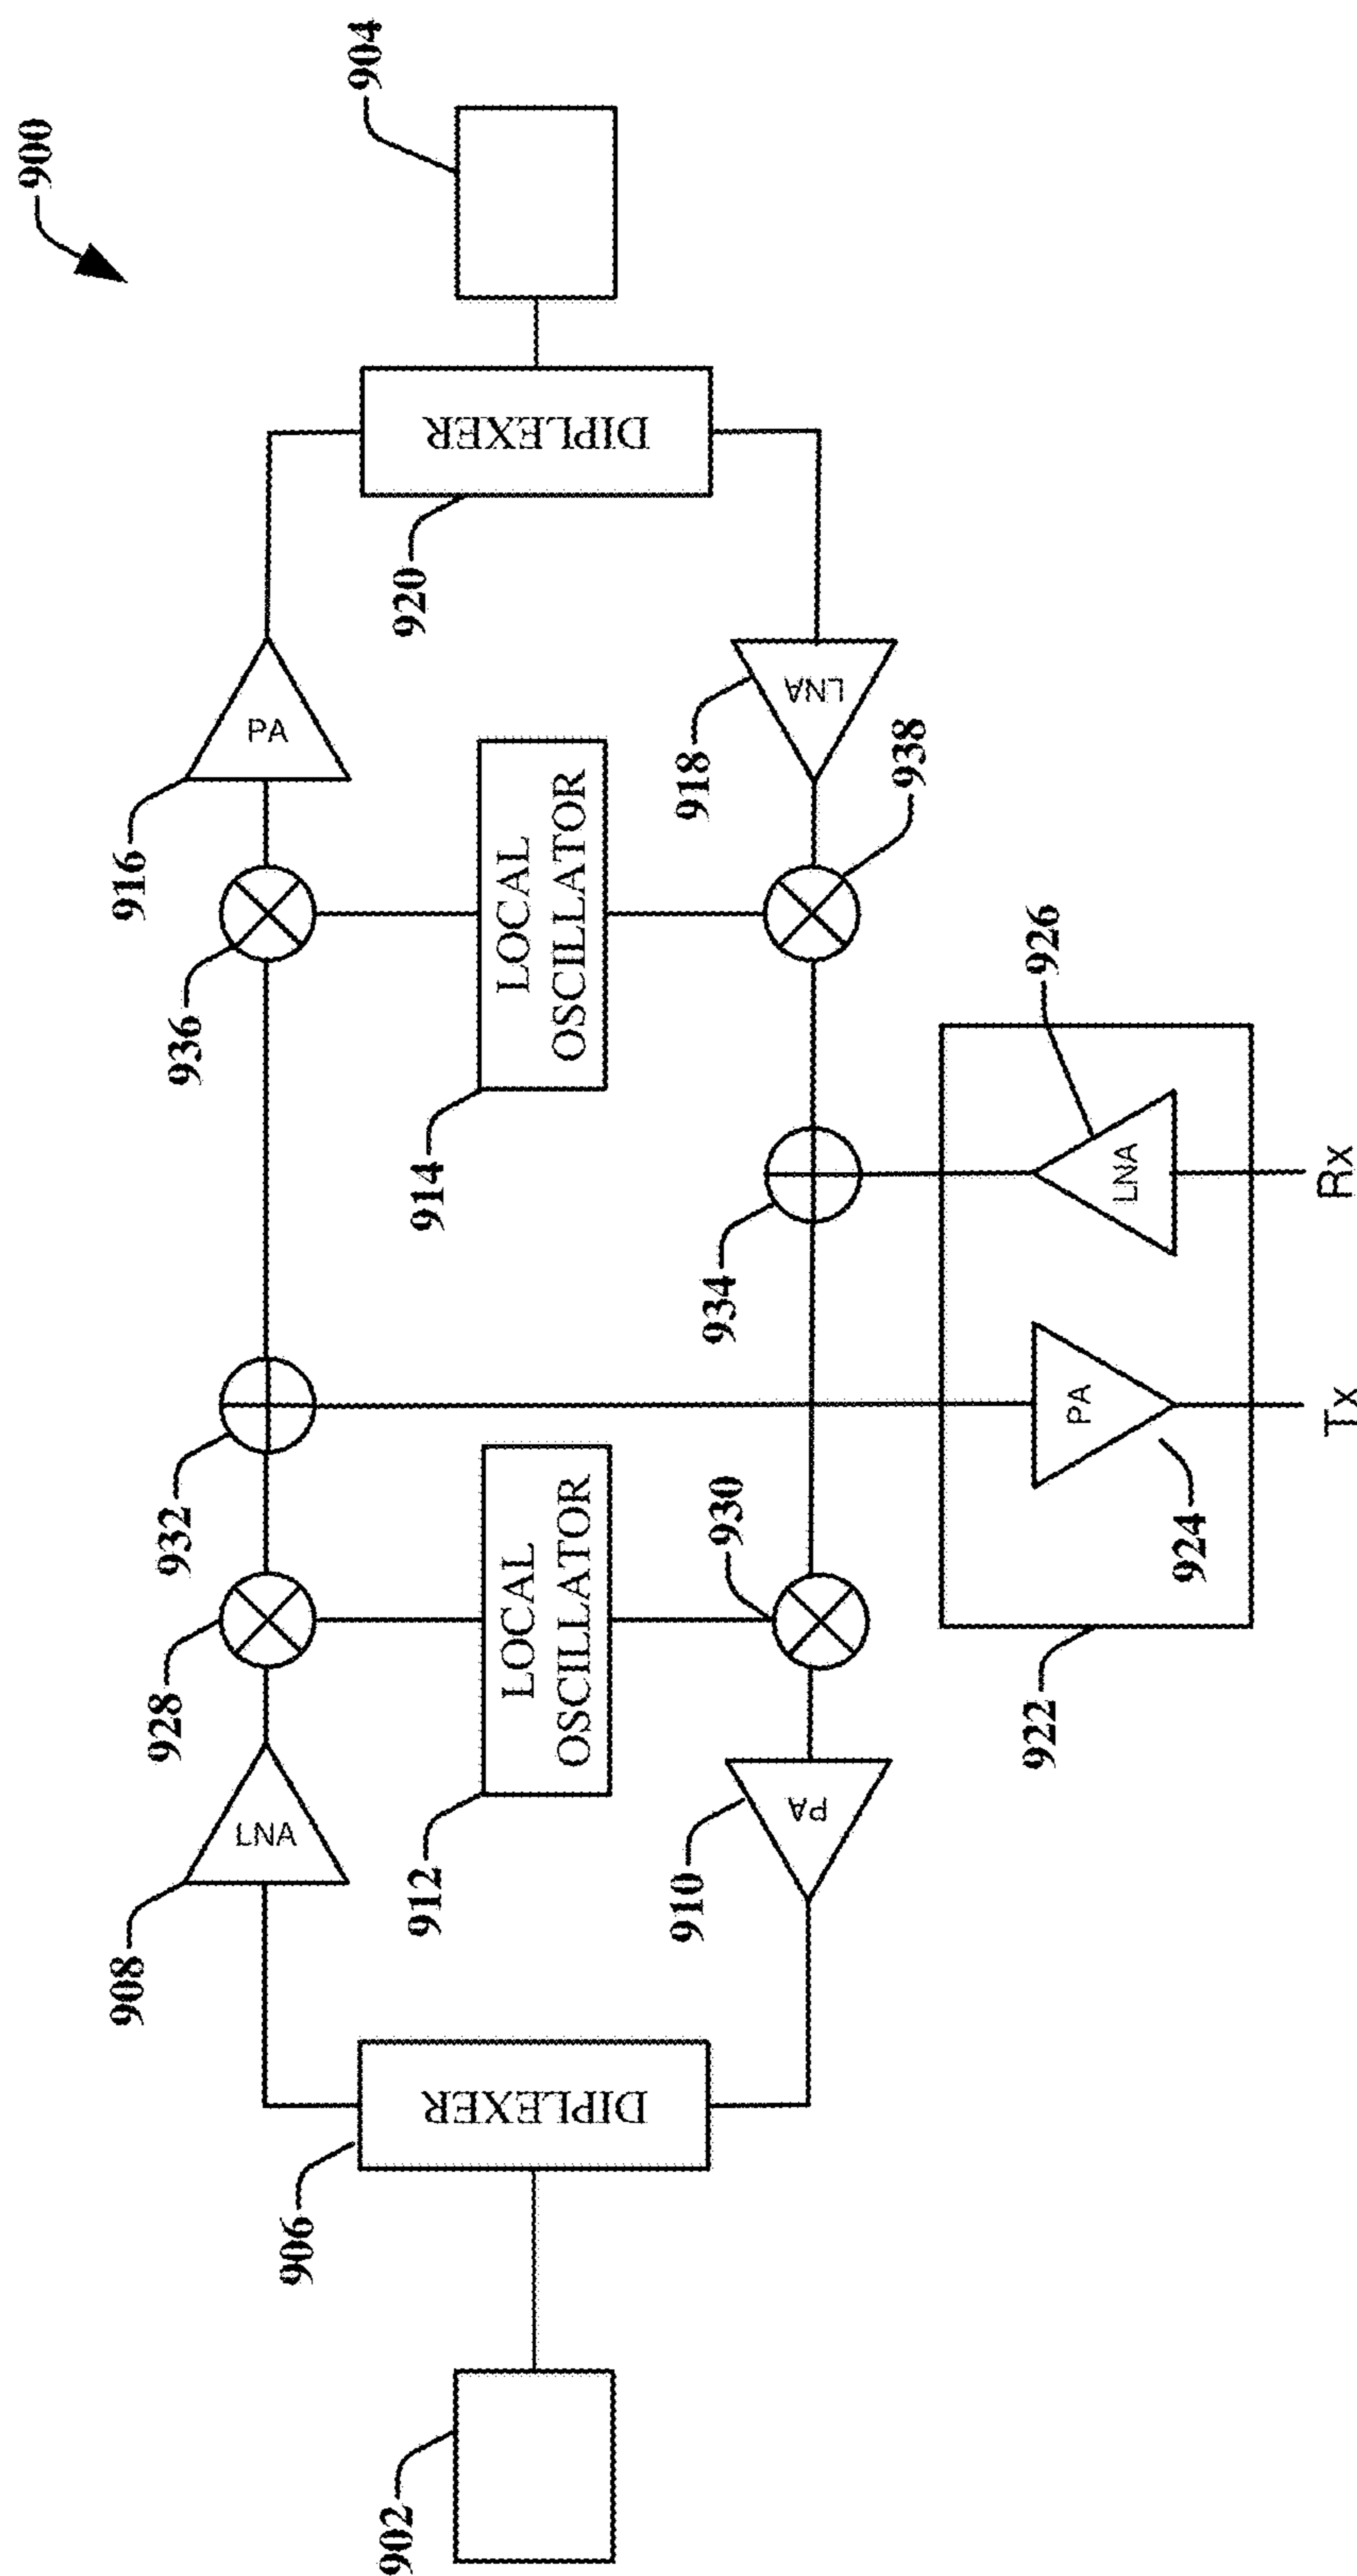 900
904
DIPLEXER
920
PA
916
LNA
918
936
LOCAL
OSCILLATOR
914
938
934
LNA
926
Rx
932
928
LOCAL
OSCILLATOR
912
930
PA
924
Tx
922
LNA
908
PA
910
DIPLEXER
906
902